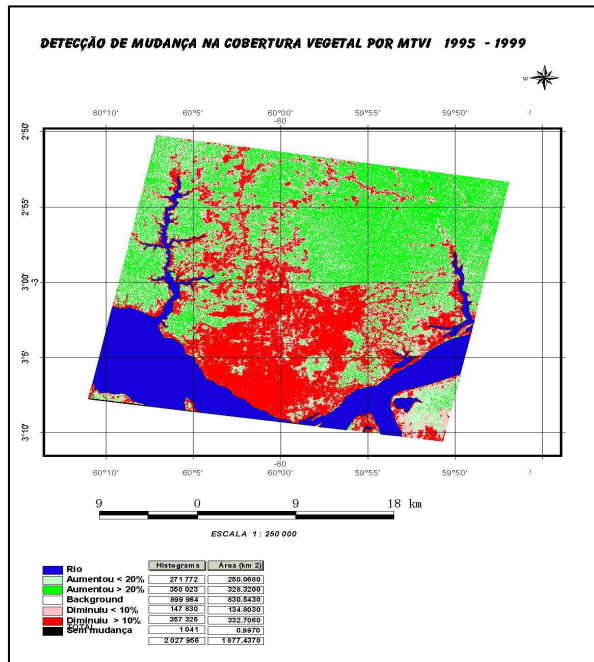 DETECÇÃO DE MUDANÇA NA COBERTURA VEGETAL POR MTVI 1995 - 1999
W
60°10' 60°5' 60°00 59°55' 59°50'
2°50'
2°55'
3°00'
3°5'
3°10'
-3
60°10' 60°5' -60 59°55' 59°50'
-60
9 0 9 18 km
ESCALA 1 : 250 000
Histograma Área (km 2)
Rio 271 772 250.0680
Aumentou < 20% 350 023 328.3200
Aumentou > 20% 899 964 830.5430
Background 147 830 134.8030
Diminuiu < 10% 357 326 332.7060
Diminuiu > 10% 1 041 0.9970
Sem mudança
TOTAL 2 027 956 1 877.4370